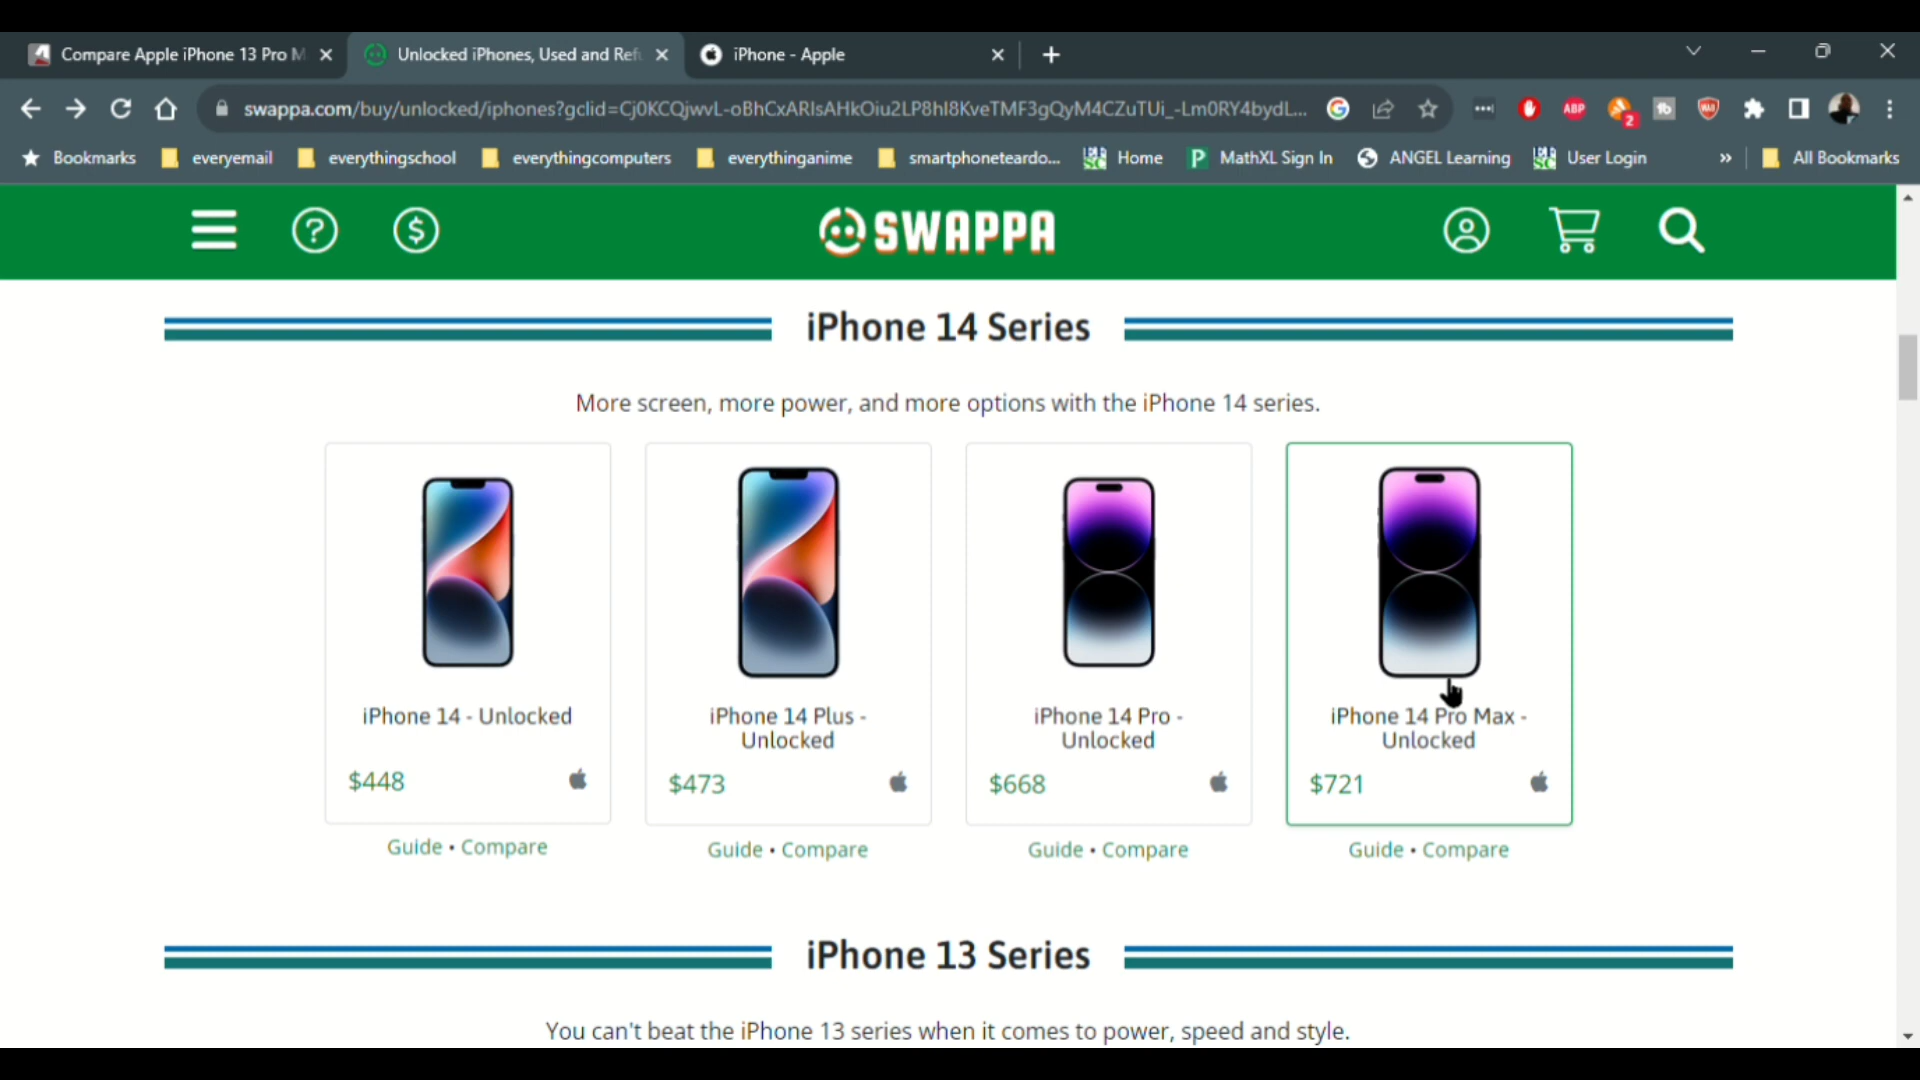 Compare Apple iPhone 13 Pro M
Unlocked iPhones, Used and Ref
iPhone - Apple
swappa.com/buy/unlocked/iphones?gclid=Cj0KCQjwvL-oBhCxARIsAHkOiu2LP8hI8KveTMF3gQyM4CZuTUi_-Lm0RY4bydL...
ABP
2
tb
Bookmarks
everyemail
everythingschool
everythingcomputers
everythinganime
smartphoneteardo...
Home
MathXL Sign In
ANGEL Learning
User Login
»
All Bookmarks
SWAPPA
iPhone 14 Series
More screen, more power, and more options with the iPhone 14 series.
iPhone 14 - Unlocked
$448
Guide • Compare
iPhone 14 Plus -
Unlocked
$473
Guide • Compare
iPhone 14 Pro -
Unlocked
$668
Guide • Compare
iPhone 14 Pro Max -
Unlocked
$721
Guide • Compare
iPhone 13 Series
You can't beat the iPhone 13 series when it comes to power, speed and style.